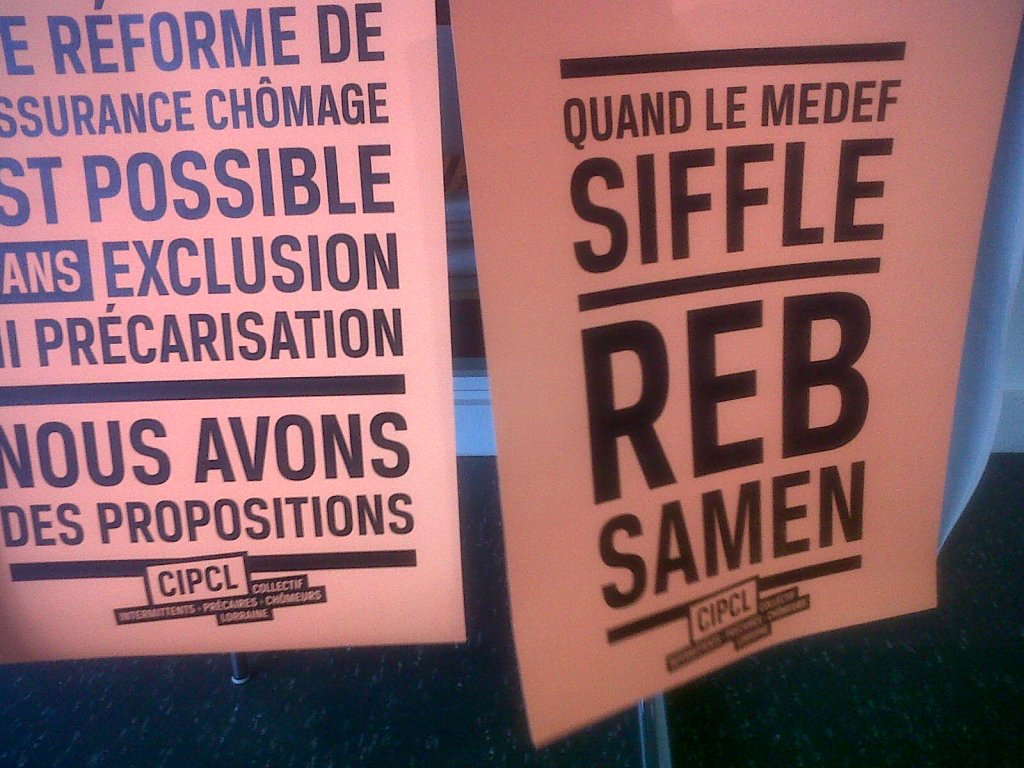 E RÉFORME DE
SSURANCE CHÔMAGE
ST POSSIBLE
ANS EXCLUSION
I PRÉCARISATION
NOUS AVONS
DES PROPOSITIONS
CIPCL COLLECTIF
INTERMITTENTS - PRÉCAIRES - CHÔMEURS
LORRAINE
QUAND LE MEDEF
SIFFLE
REB
SAMEN
CIPCL